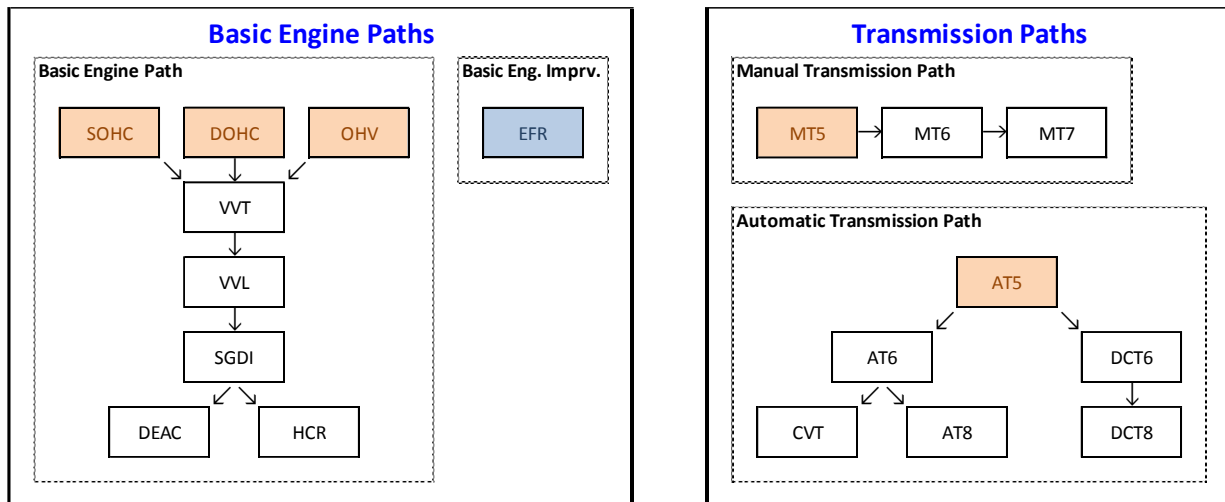 Basic Engine Paths
Basic Engine Path
SOHC
DOHC
OHV
VVT
VVL
SGDI
DEAC
HCR
Basic Eng. Imprv.
EFR
Transmission Paths
Manual Transmission Path
MT5
MT6
MT7
Automatic Transmission Path
AT5
AT6
DCT6
CVT
AT8
DCT8